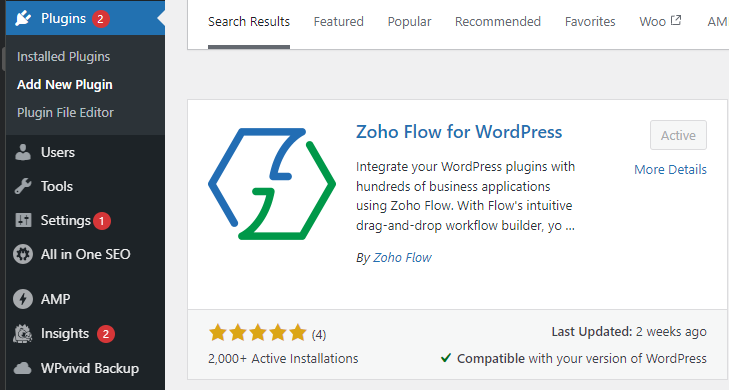 Plugins 2
Installed Plugins
Add New Plugin
Plugin File Editor
Users
Tools
Settings 1
All in One SEO
AMP
Insights 2
WPvivid Backup
Search Results Featured Popular Recommended Favorites Woo AM
Zoho Flow for WordPress
Active
More Details
Integrate your WordPress plugins with
hundreds of business applications
using Zoho Flow. With Flow's intuitive
drag-and-drop workflow builder, yo ...
By Zoho Flow
(4)
2,000+ Active Installations
Last Updated: 2 weeks ago
Compatible with your version of WordPress